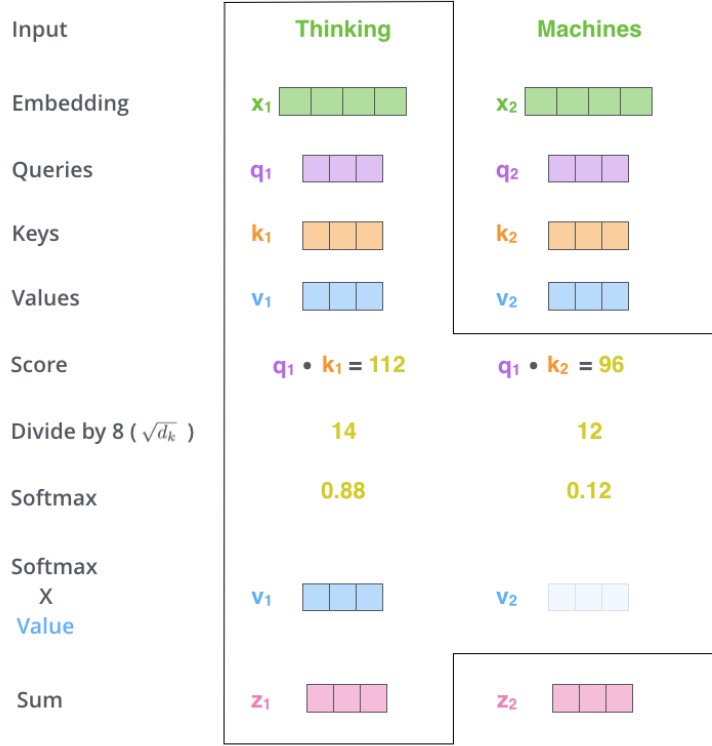 Input Thinking Machines
Embedding x₁ x₂
Queries q₁ q₂
Keys k₁ k₂
Values v₁ v₂
Score q₁ • k₁ = 112 q₁ • k₂ = 96
Divide by 8 ( √dₖ ) 14 12
Softmax 0.88 0.12
Softmax
X v₁ v₂
Value
Sum z₁ z₂